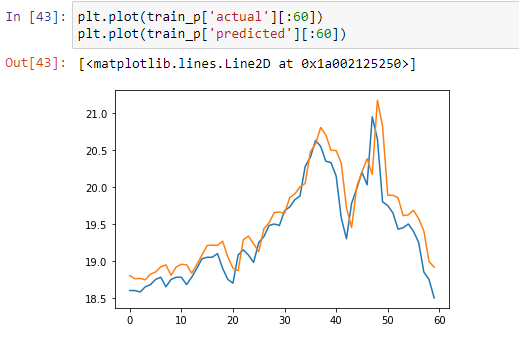 In [43]: plt.plot(train_p['actual'][:60])
plt.plot(train_p['predicted'][:60])
Out[43]: [<matplotlib.lines.Line2D at 0x1a002125250>]
21.0
20.5
20.0
19.5
19.0
18.5
0 10 20 30 40 50 60